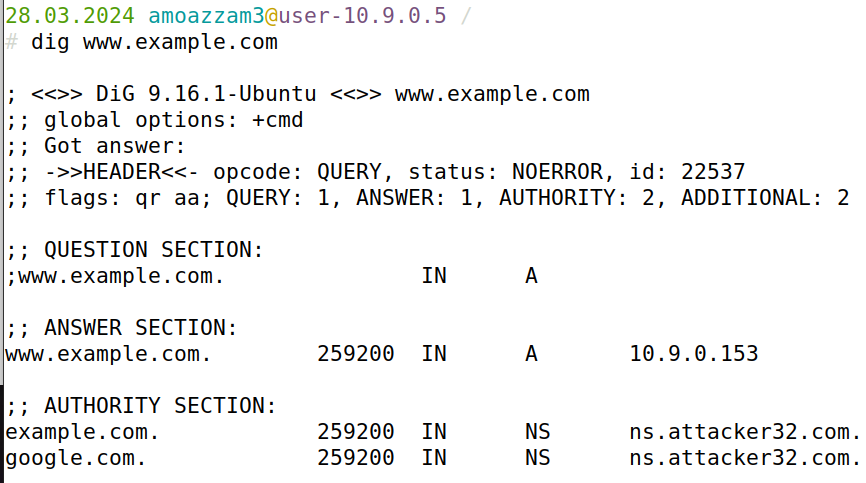 28.03.2024 amoazzam3@user-10.9.0.5 /
# dig www.example.com
; <<>> DiG 9.16.1-Ubuntu <<>> www.example.com
;; global options: +cmd
;; Got answer:
;; ->>HEADER<<- opcode: QUERY, status: NOERROR, id: 22537
;; flags: qr aa; QUERY: 1, ANSWER: 1, AUTHORITY: 2, ADDITIONAL: 2
;; QUESTION SECTION:
;www.example.com. IN A
;; ANSWER SECTION:
www.example.com. 259200 IN A 10.9.0.153
;; AUTHORITY SECTION:
example.com. 259200 IN NS ns.attacker32.com.
google.com. 259200 IN NS ns.attacker32.com.